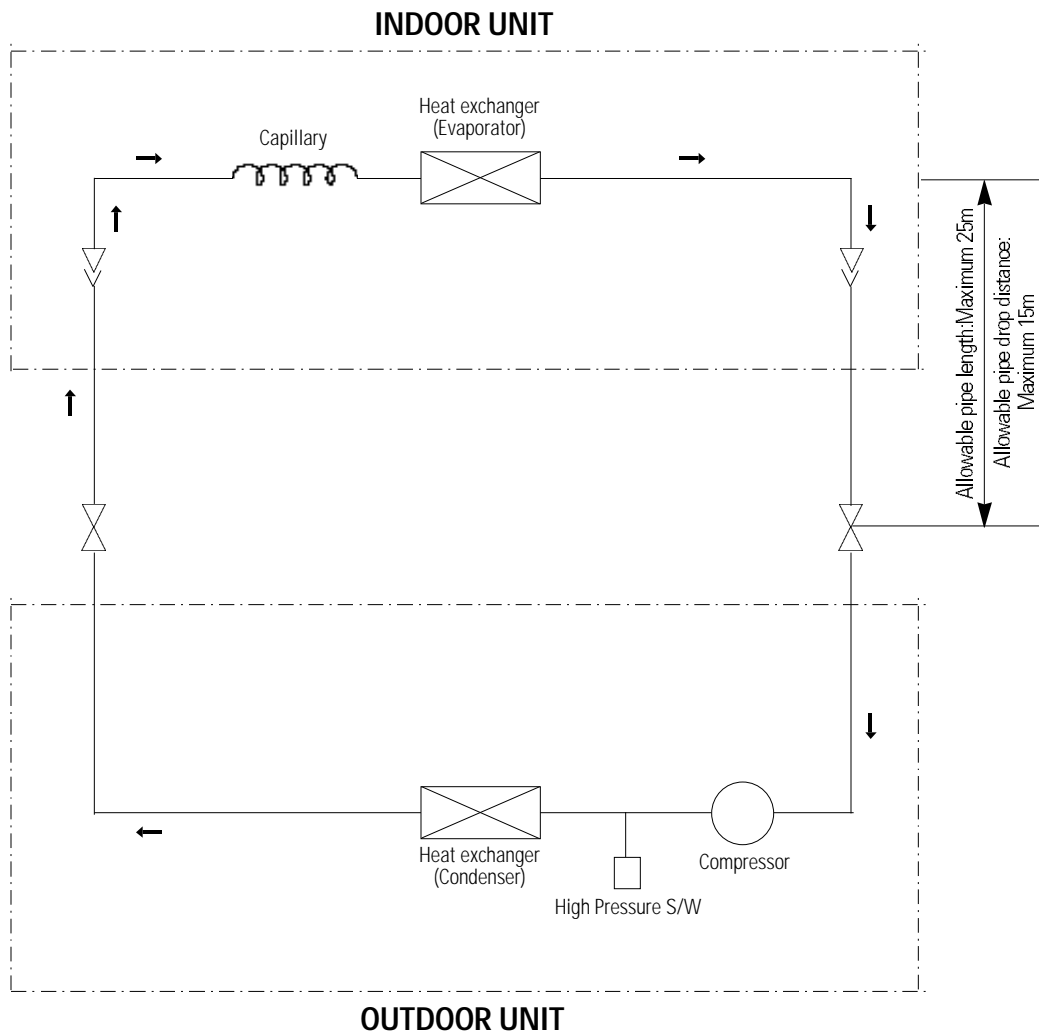 INDOOR UNIT
Heat exchanger
(Evaporator)
Capillary
Allowable pipe length:Maximum 25m
Allowable pipe drop distance:
Maximum 15m
Heat exchanger
(Condenser)
Compressor
High Pressure S/W
OUTDOOR UNIT